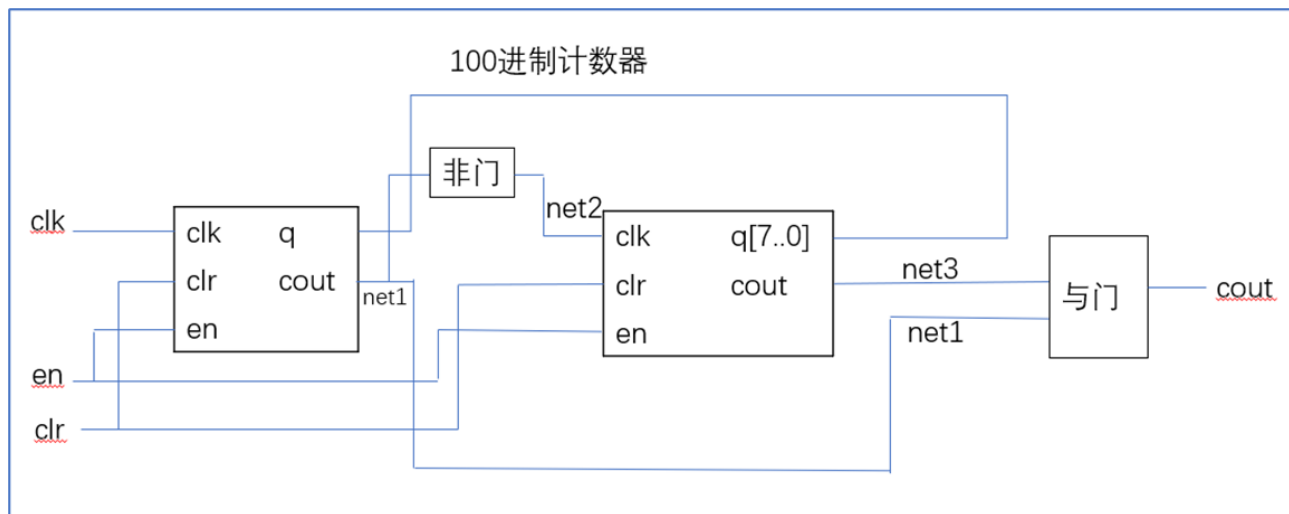 100进制计数器
非门
clk
clk q
clr cout
en
net1
net2
clk q[7..0]
clr cout
en
net3
net1
与门
cout
en
clr